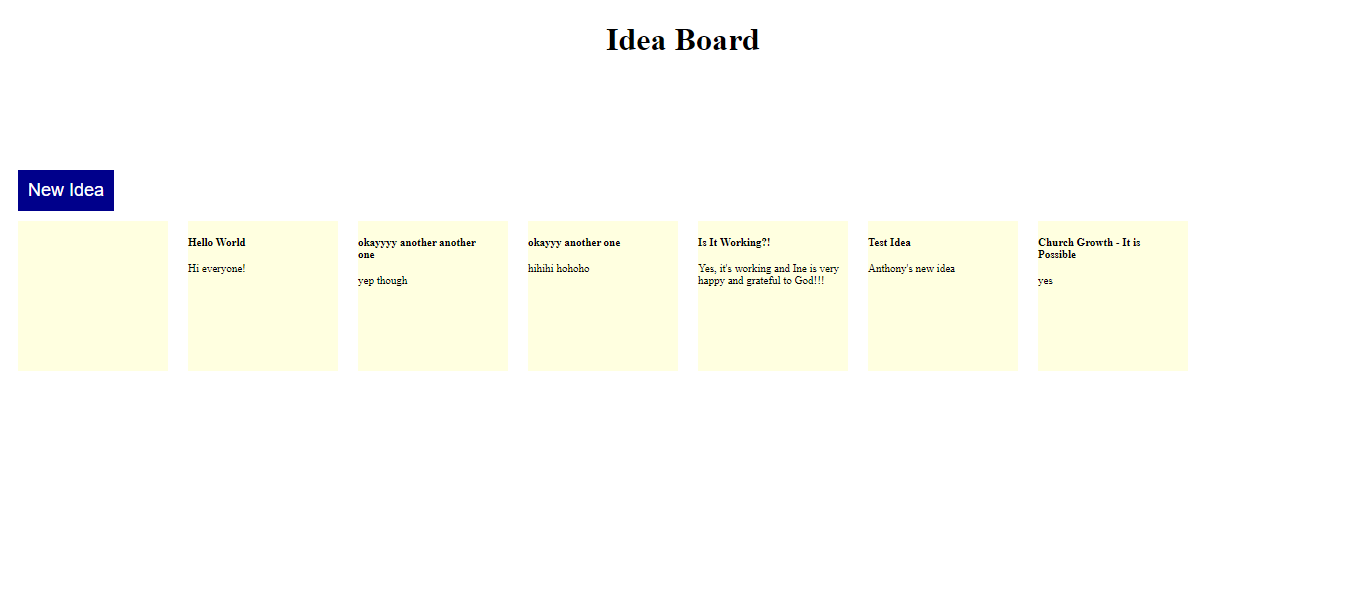 Idea Board
New Idea
Hello World
Hi everyone!
okayyyy another another
one
yep though
okayyy another one
hihihi hohoho
Is It Working?!
Yes, it's working and Ine is very
happy and grateful to God!!!
Test Idea
Anthony's new idea
Church Growth - It is
Possible
yes